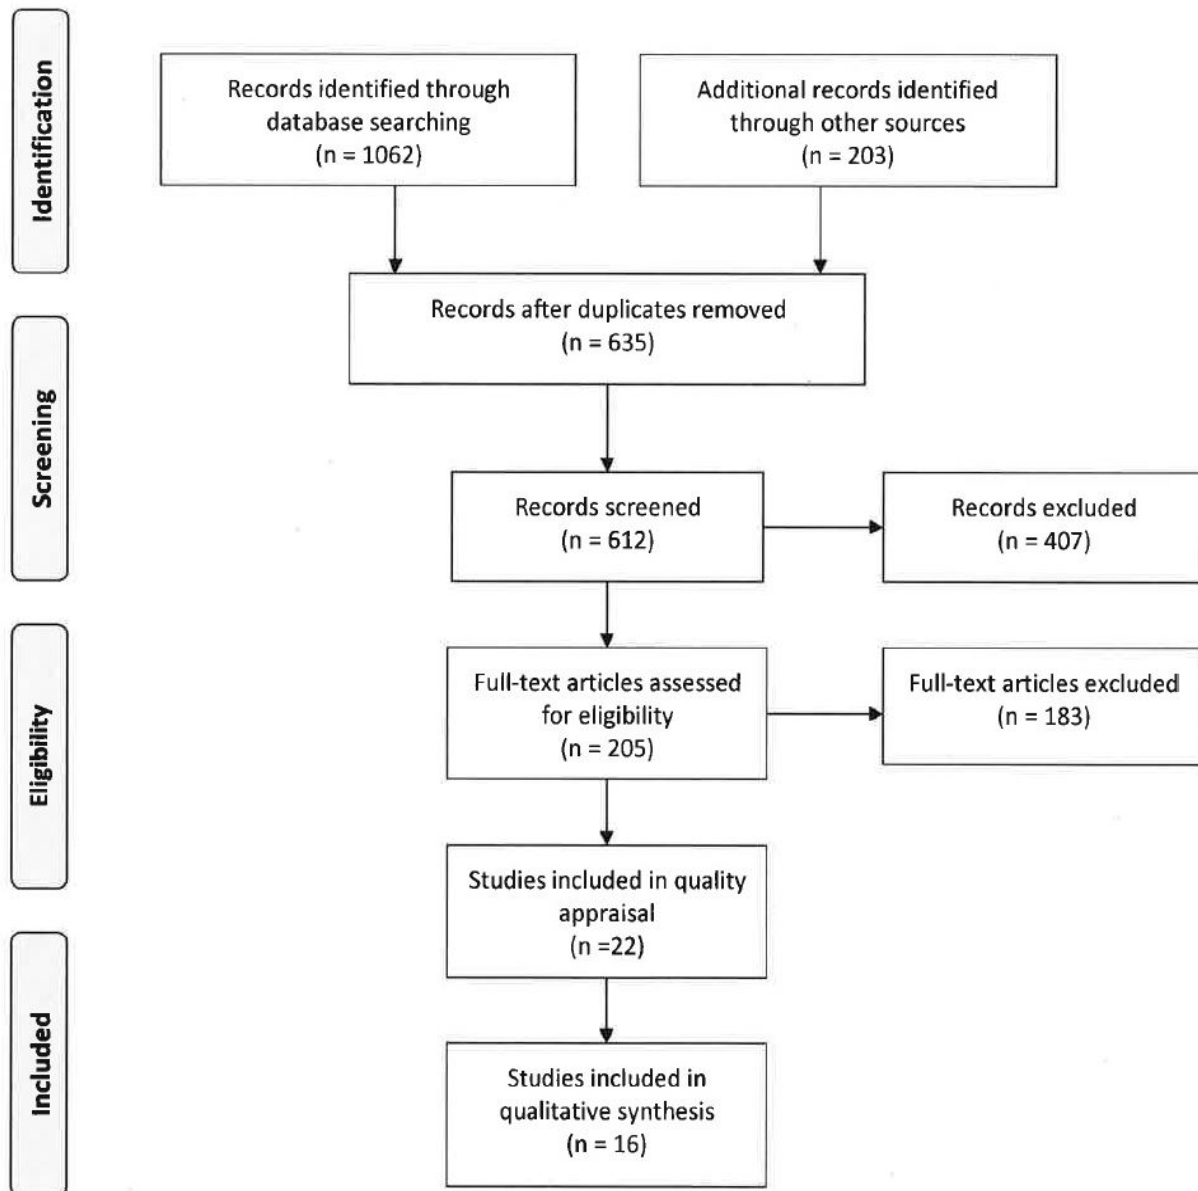 Identification
Records identified through
database searching
(n = 1062)
Additional records identified
through other sources
(n = 203)
Records after duplicates removed
(n = 635)
Screening
Records screened
(n = 612)
Records excluded
(n = 407)
Eligibility
Full-text articles assessed
for eligibility
(n = 205)
Full-text articles excluded
(n = 183)
Studies included in quality
appraisal
(n =22)
Included
Studies included in
qualitative synthesis
(n = 16)